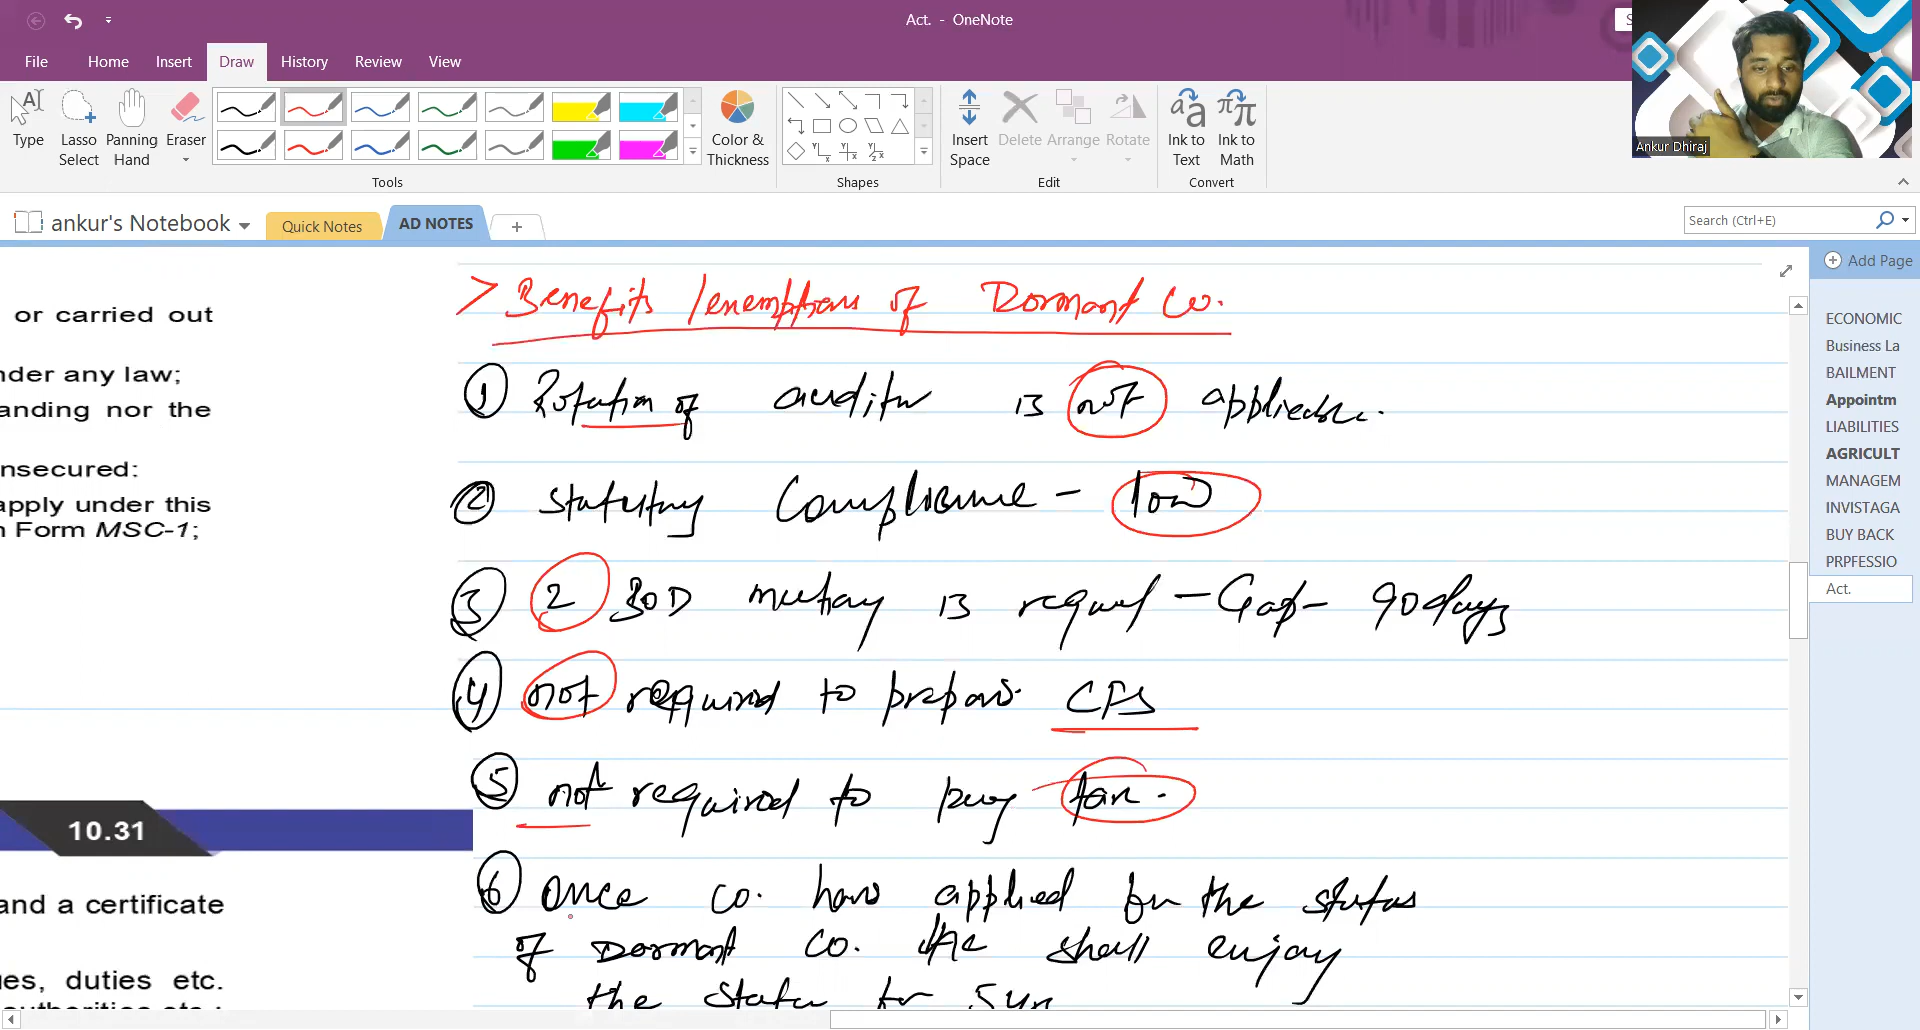 Act. - OneNote
S
File Home Insert Draw History Review View
Type Lasso Select Panning Hand Eraser Color & Thickness Insert Space Delete Arrange Rotate Ink to Text Ink to Math
Tools Shapes Edit Convert
Ankur Dhiraj
ankur's Notebook Quick Notes AD NOTES + Search (Ctrl+E)
Add Page
ECONOMIC
Business La
BAILMENT
Appointm
LIABILITIES
AGRICULT
MANAGEM
INVISTAGA
BUY BACK
PRPFESSIO
Act.
or carried out
nder any law;
anding nor the
nsecured:
apply under this
n Form MSC-1;
10.31
and a certificate
ues, duties etc.
> Benefits /exemptions of Dormant Co.
① Rotation of auditor is not applicable.
② Statutory Compliance - low
③ 2 BOD meeting is required - Gap - 90 days
④ not required to prepare CFS
⑤ not required to pay tax.
⑥ Once co. have applied for the status
of Dormant co. the shall enjoy
the status for 5 yrs